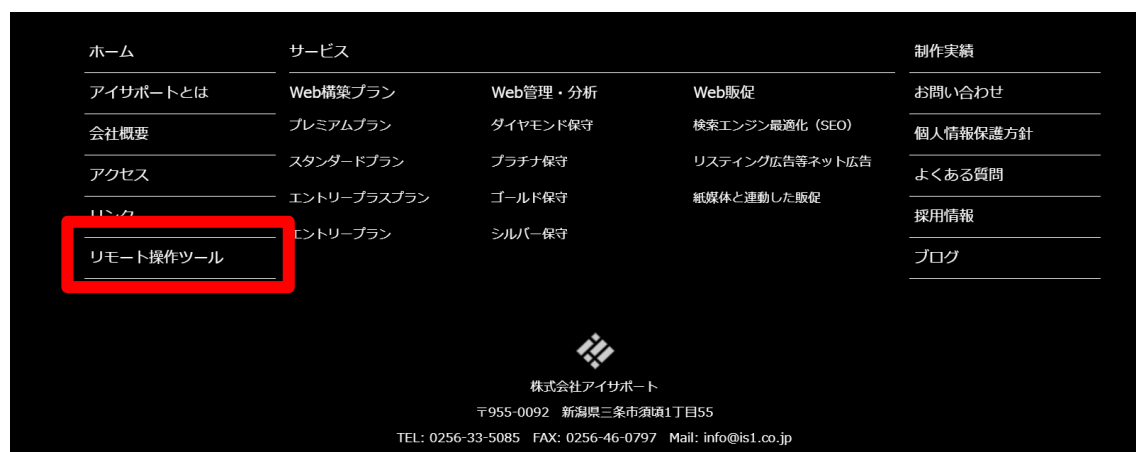 ホーム
アイサポートとは
会社概要
アクセス
リンク
リモート操作ツール
サービス
Web構築プラン
プレミアムプラン
スタンダードプラン
エントリープラスプラン
エントリープラン
Web管理・分析
ダイヤモンド保守
プラチナ保守
ゴールド保守
シルバー保守
Web販促
検索エンジン最適化（SEO）
リスティング広告等ネット広告
紙媒体と連動した販促
制作実績
お問い合わせ
個人情報保護方針
よくある質問
採用情報
ブログ
株式会社アイサポート
〒955-0092　新潟県三条市須頃1丁目55
TEL: 0256-33-5085　FAX: 0256-46-0797　Mail: info@is1.co.jp